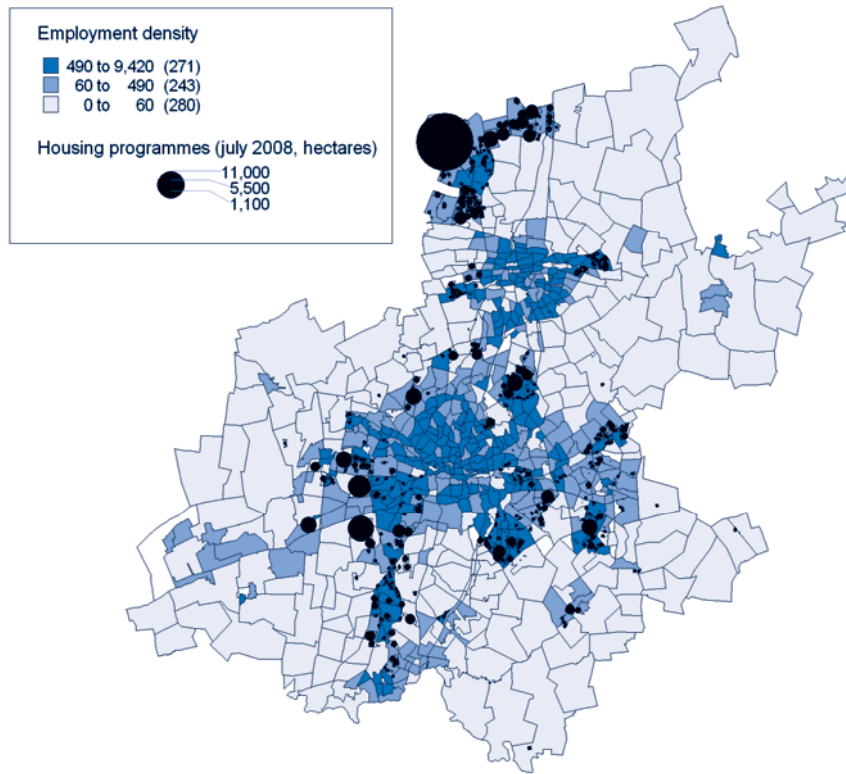 Employment density
490 to 9,420 (271)
60 to 490 (243)
0 to 60 (280)
Housing programmes (july 2008, hectares)
11,000
5,500
1,100